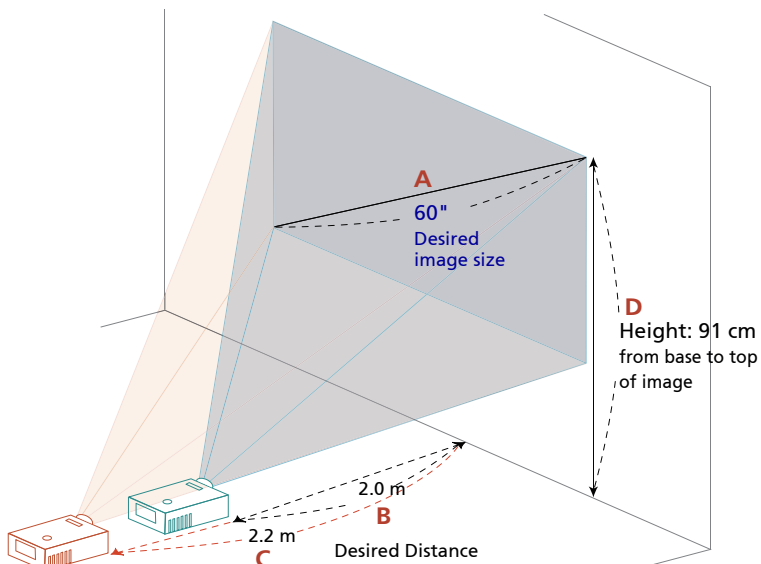 A
60"
Desired
image size
D
Height: 91 cm
from base to top
of image
2.0 m
B
2.2 m
C
Desired Distance